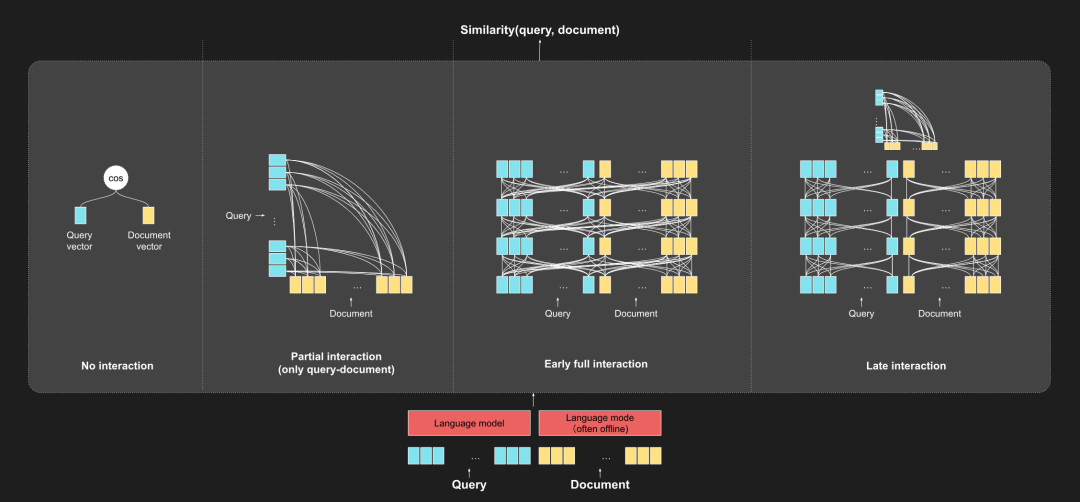 Similarity(query, document)
cos
Query
vector
Document
vector
No interaction
Query
...
...
Document
Partial interaction
(only query-document)
... ...
... ...
... ...
... ...
Query Document
Early full interaction
...
...
... ...
... ...
... ...
... ...
Query Document
Late interaction
Language model
Language mode
(often offline)
... ...
Query Document